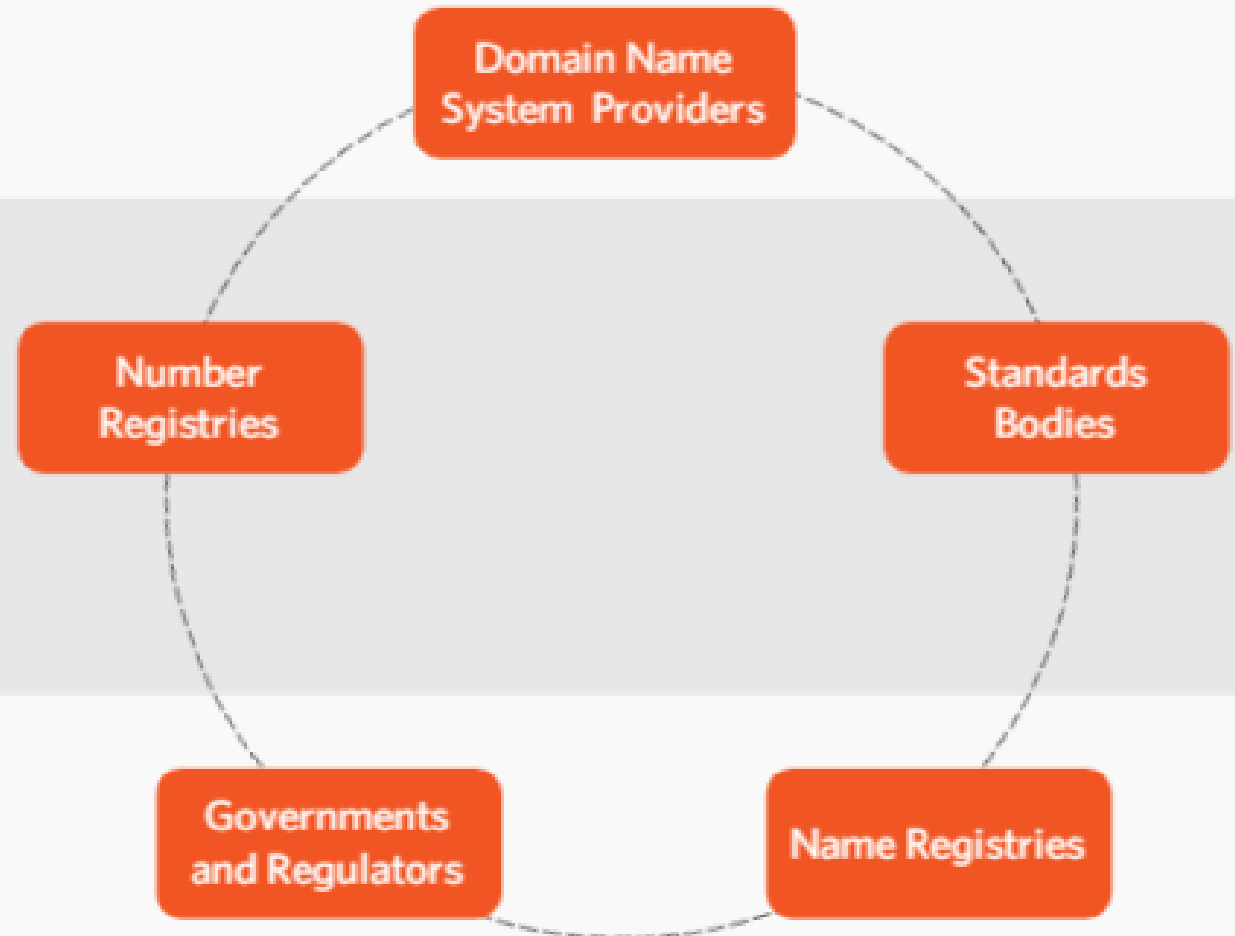 Domain Name
System Providers
Number
Registries
Standards
Bodies
Governments
and Regulators
Name Registries